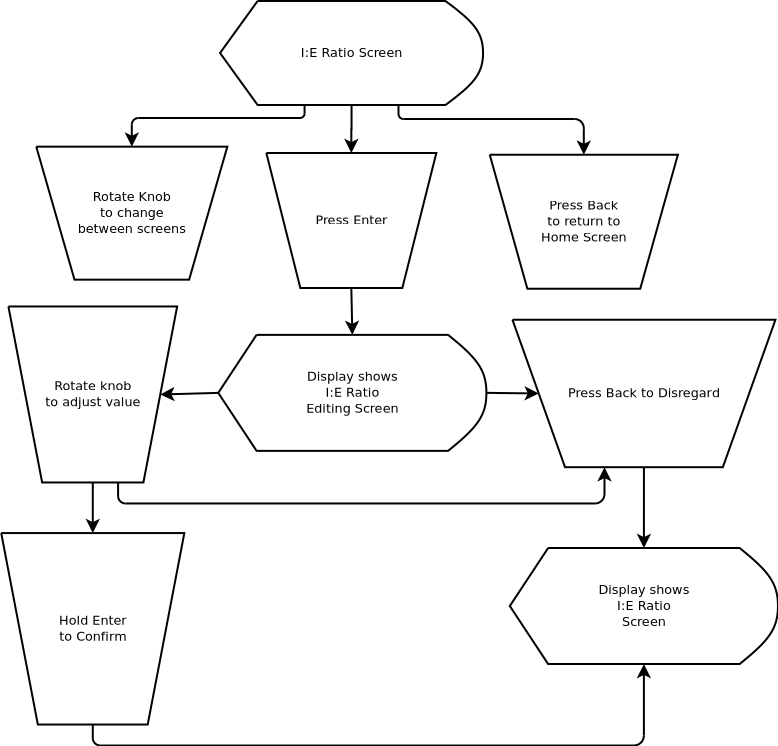 I:E Ratio Screen
Rotate Knob
to change
between screens
Press Enter
Press Back
to return to
Home Screen
Rotate knob
to adjust value
Display shows
I:E Ratio
Editing Screen
Press Back to Disregard
Hold Enter
to Confirm
Display shows
I:E Ratio
Screen